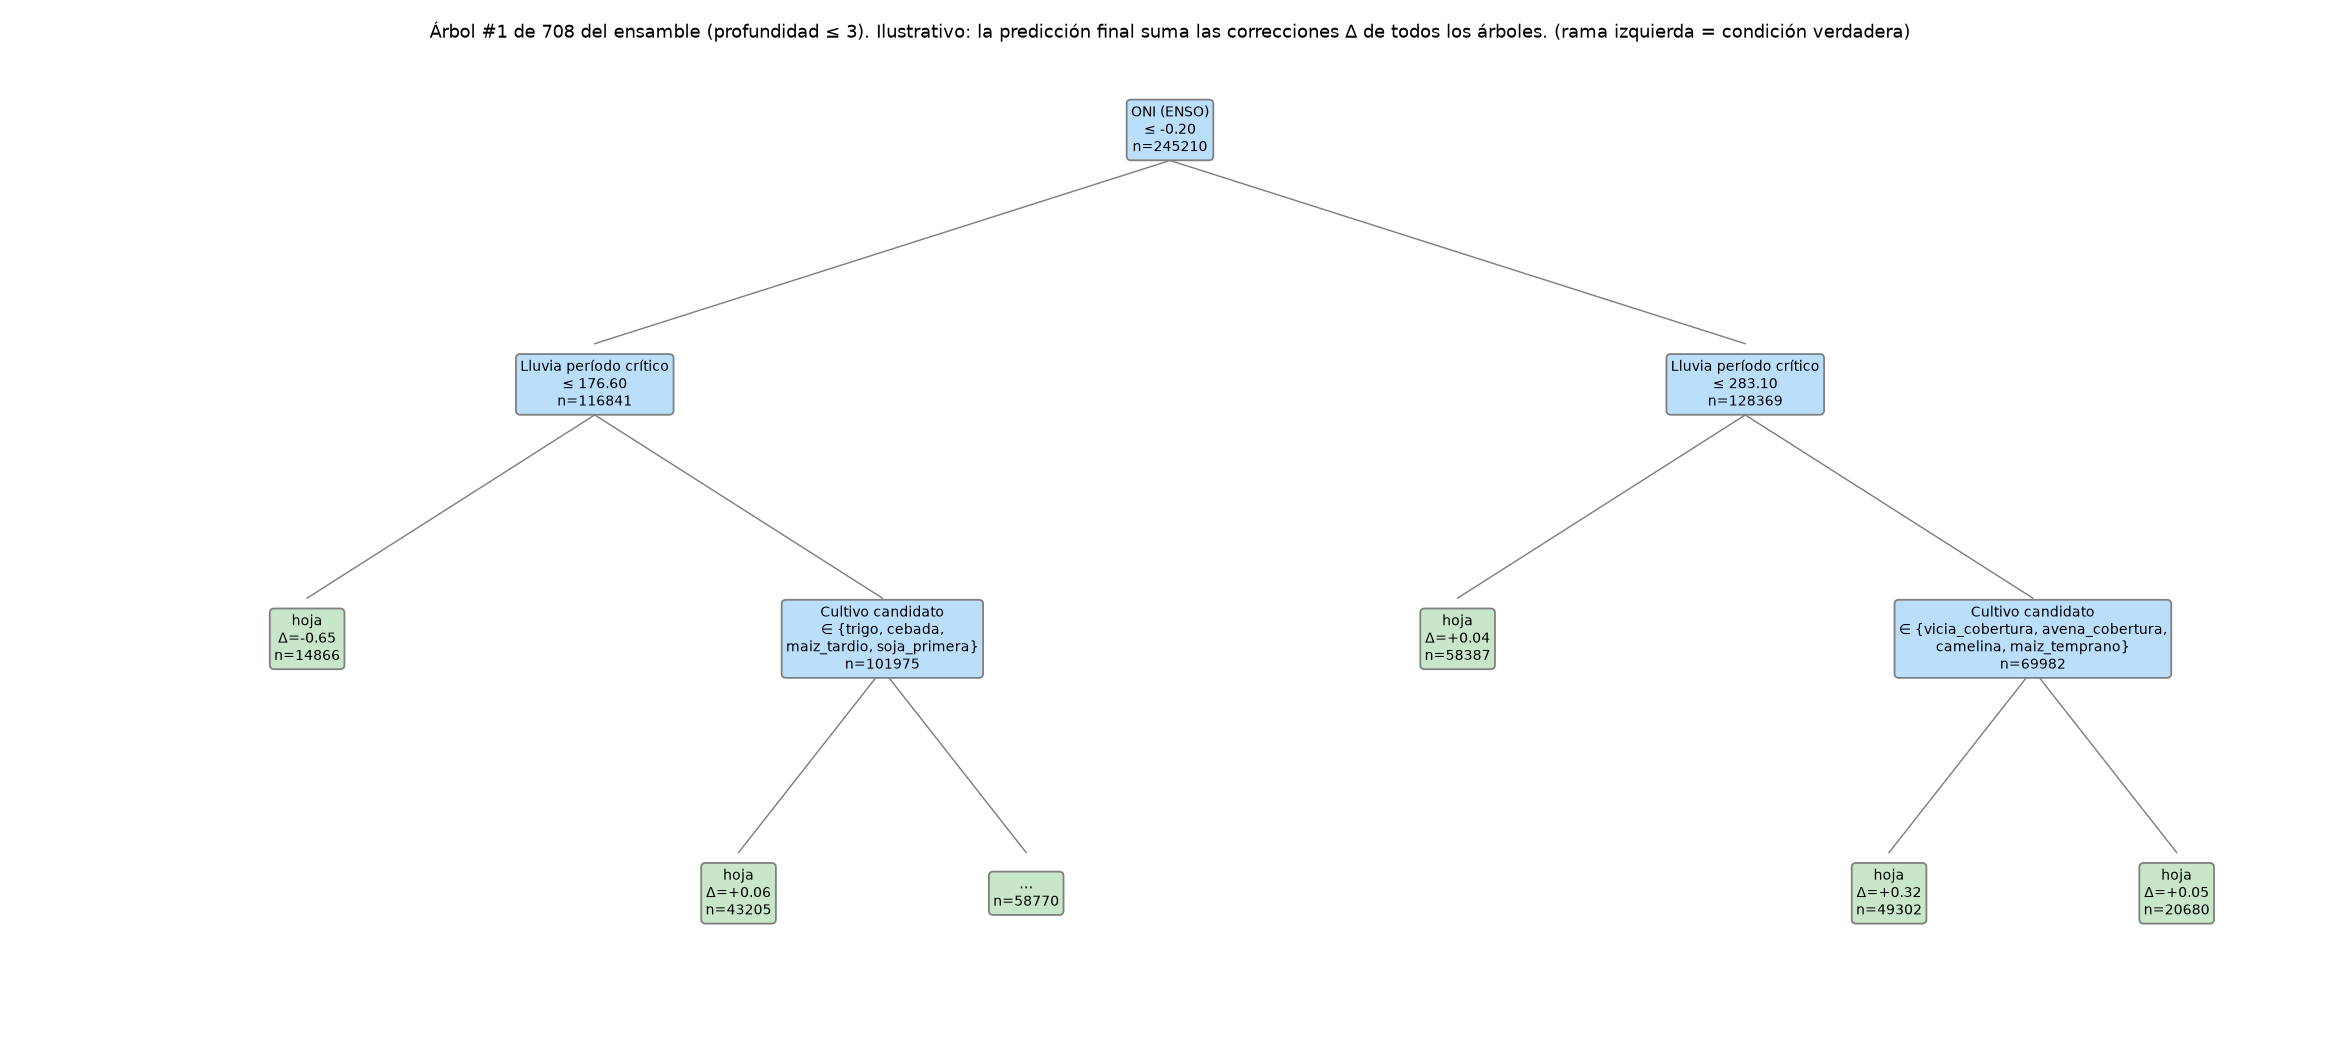 Árbol #1 de 708 del ensamble (profundidad ≤ 3). Ilustrativo: la predicción final suma las correcciones Δ de todos los árboles. (rama izquierda = condición verdadera)
ONI (ENSO)
≤ -0.20
n=245210
Lluvia período crítico
≤ 176.60
n=116841
Lluvia período crítico
≤ 283.10
n=128369
hoja
Δ=-0.65
n=14866
Cultivo candidato
∈ {trigo, cebada,
maiz_tardio, soja_primera}
n=101975
hoja
Δ=+0.04
n=58387
Cultivo candidato
∈ {vicia_cobertura, avena_cobertura,
camelina, maiz_temprano}
n=69982
hoja
Δ=+0.06
n=43205
...
n=58770
hoja
Δ=+0.32
n=49302
hoja
Δ=+0.05
n=20680